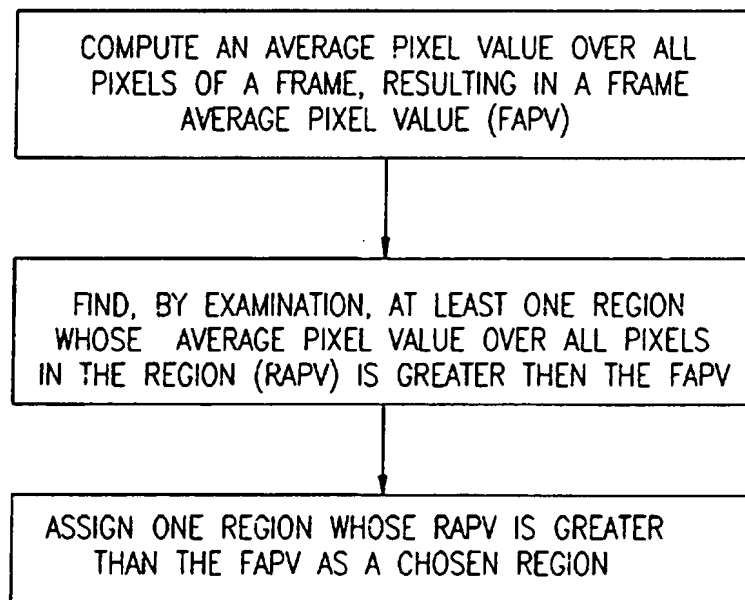 COMPUTE AN AVERAGE PIXEL VALUE OVER ALL
PIXELS OF A FRAME, RESULTING IN A FRAME
AVERAGE PIXEL VALUE (FAPV)
FIND, BY EXAMINATION, AT LEAST ONE REGION
WHOSE AVERAGE PIXEL VALUE OVER ALL PIXELS
IN THE REGION (RAPV) IS GREATER THEN THE FAPV
ASSIGN ONE REGION WHOSE RAPV IS GREATER
THAN THE FAPV AS A CHOSEN REGION